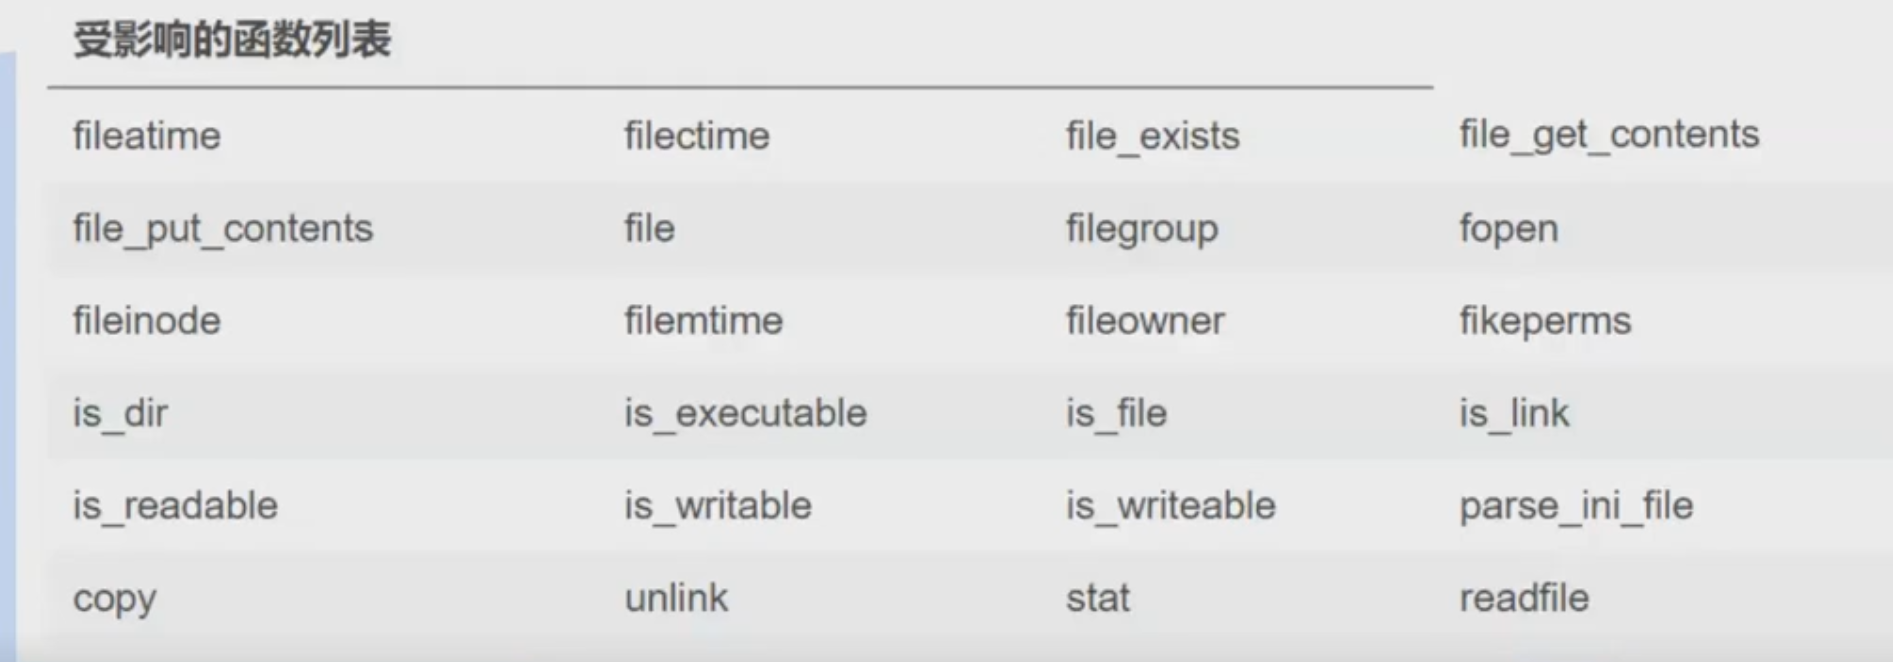 受影响的函数列表
fileatime filectime file_exists file_get_contents
file_put_contents file filegroup fopen
fileinode filemtime fileowner fikeperms
is_dir is_executable is_file is_link
is_readable is_writable is_writeable parse_ini_file
copy unlink stat readfile